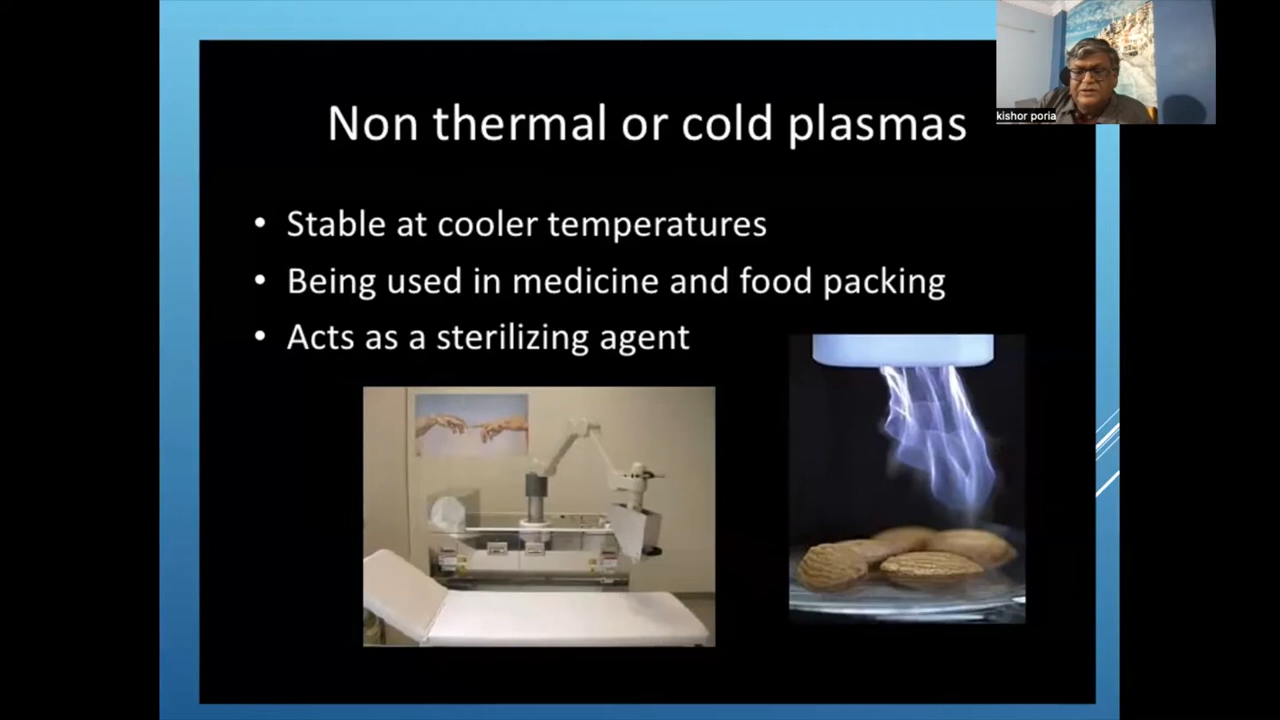 Non thermal or cold plasmas
kishor poria
• Stable at cooler temperatures
• Being used in medicine and food packing
• Acts as a sterilizing agent